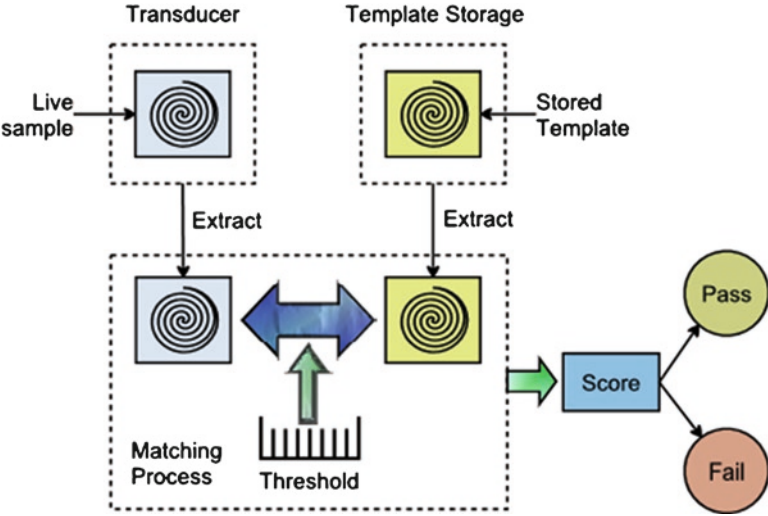 Transducer
Template Storage
Live
sample
Stored
Template
Extract
Extract
Matching
Process
Threshold
Score
Pass
Fail